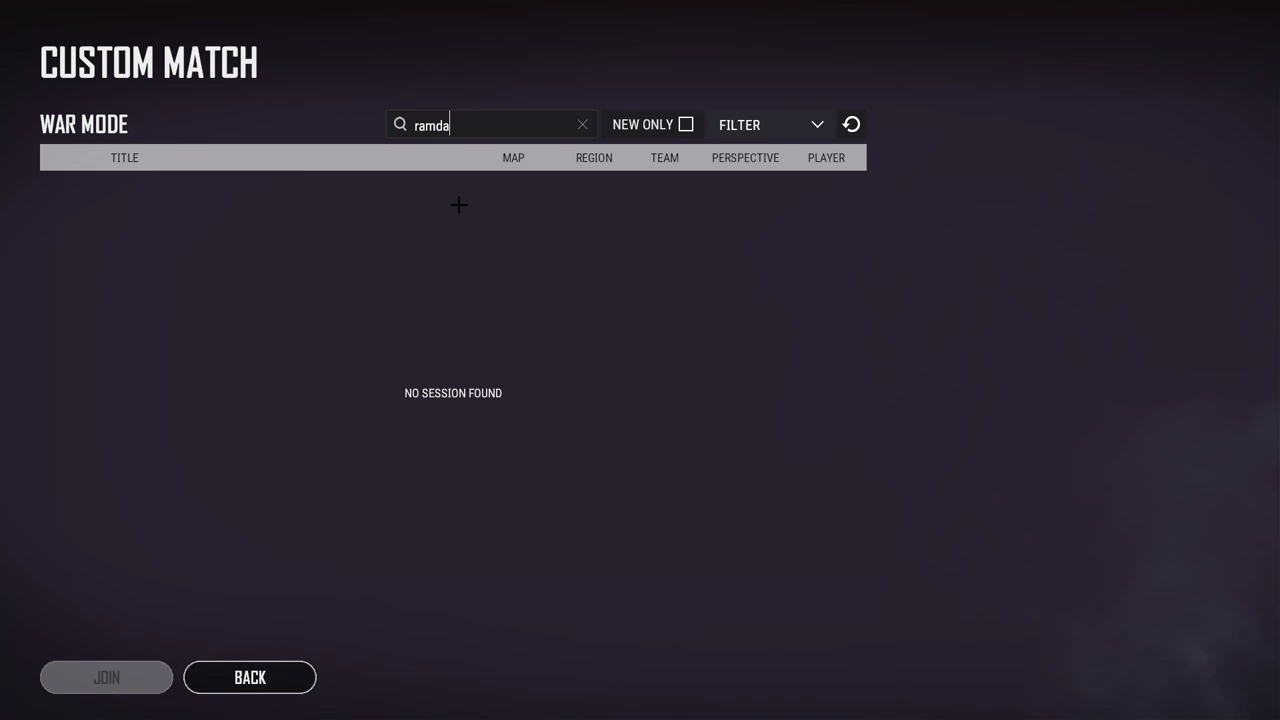 CUSTOM MATCH
WAR MODE
ramda
NEW ONLY
FILTER
TITLE MAP REGION TEAM PERSPECTIVE PLAYER
NO SESSION FOUND
JOIN
BACK